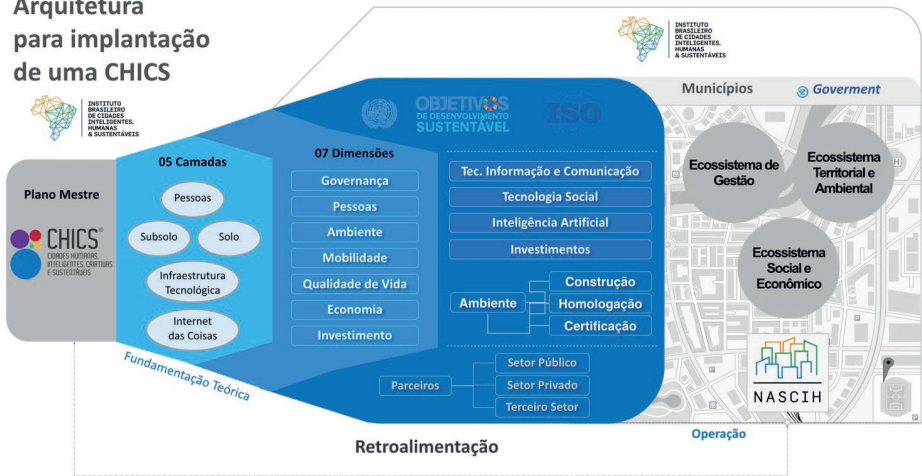 Arquitetura
para implantação
de uma CHICS
INSTITUTO
BRASILEIRO
DE CIDADES
INTELIGENTES,
HUMANAS
& SUSTENTÁVEIS
INSTITUTO
BRASILEIRO
DE CIDADES
INTELIGENTES,
HUMANAS
& SUSTENTÁVEIS
Plano Mestre
CHICS®
CIDADES HUMANAS,
INTELIGENTES, CRIATIVAS
E SUSTENTÁVEIS
05 Camadas
Pessoas
Subsolo
Solo
Infraestrutura
Tecnológica
Internet
das Coisas
Fundamentação Teórica
07 Dimensões
Governança
Pessoas
Ambiente
Mobilidade
Qualidade de Vida
Economia
Investimento
OBJETIVOS
DE DESENVOLVIMENTO
SUSTENTÁVEL
ISO
Tec. Informação e Comunicação
Tecnologia Social
Inteligência Artificial
Investimentos
Ambiente
Construção
Homologação
Certificação
Parceiros
Setor Público
Setor Privado
Terceiro Setor
Municípios
Goverment
Ecossistema de
Gestão
Ecossistema
Territorial e
Ambiental
Ecossistema
Social e
Econômico
NASCIH
H
Operação
Retroalimentação